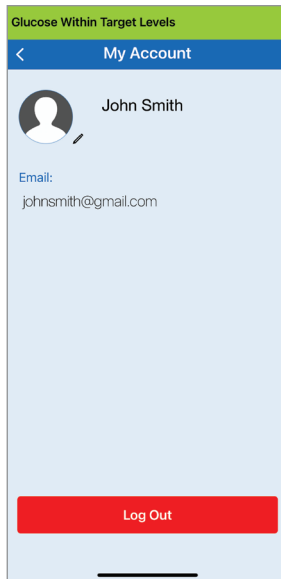 Glucose Within Target Levels
My Account
John Smith
Email:
johnsmith@gmail.com
Log Out